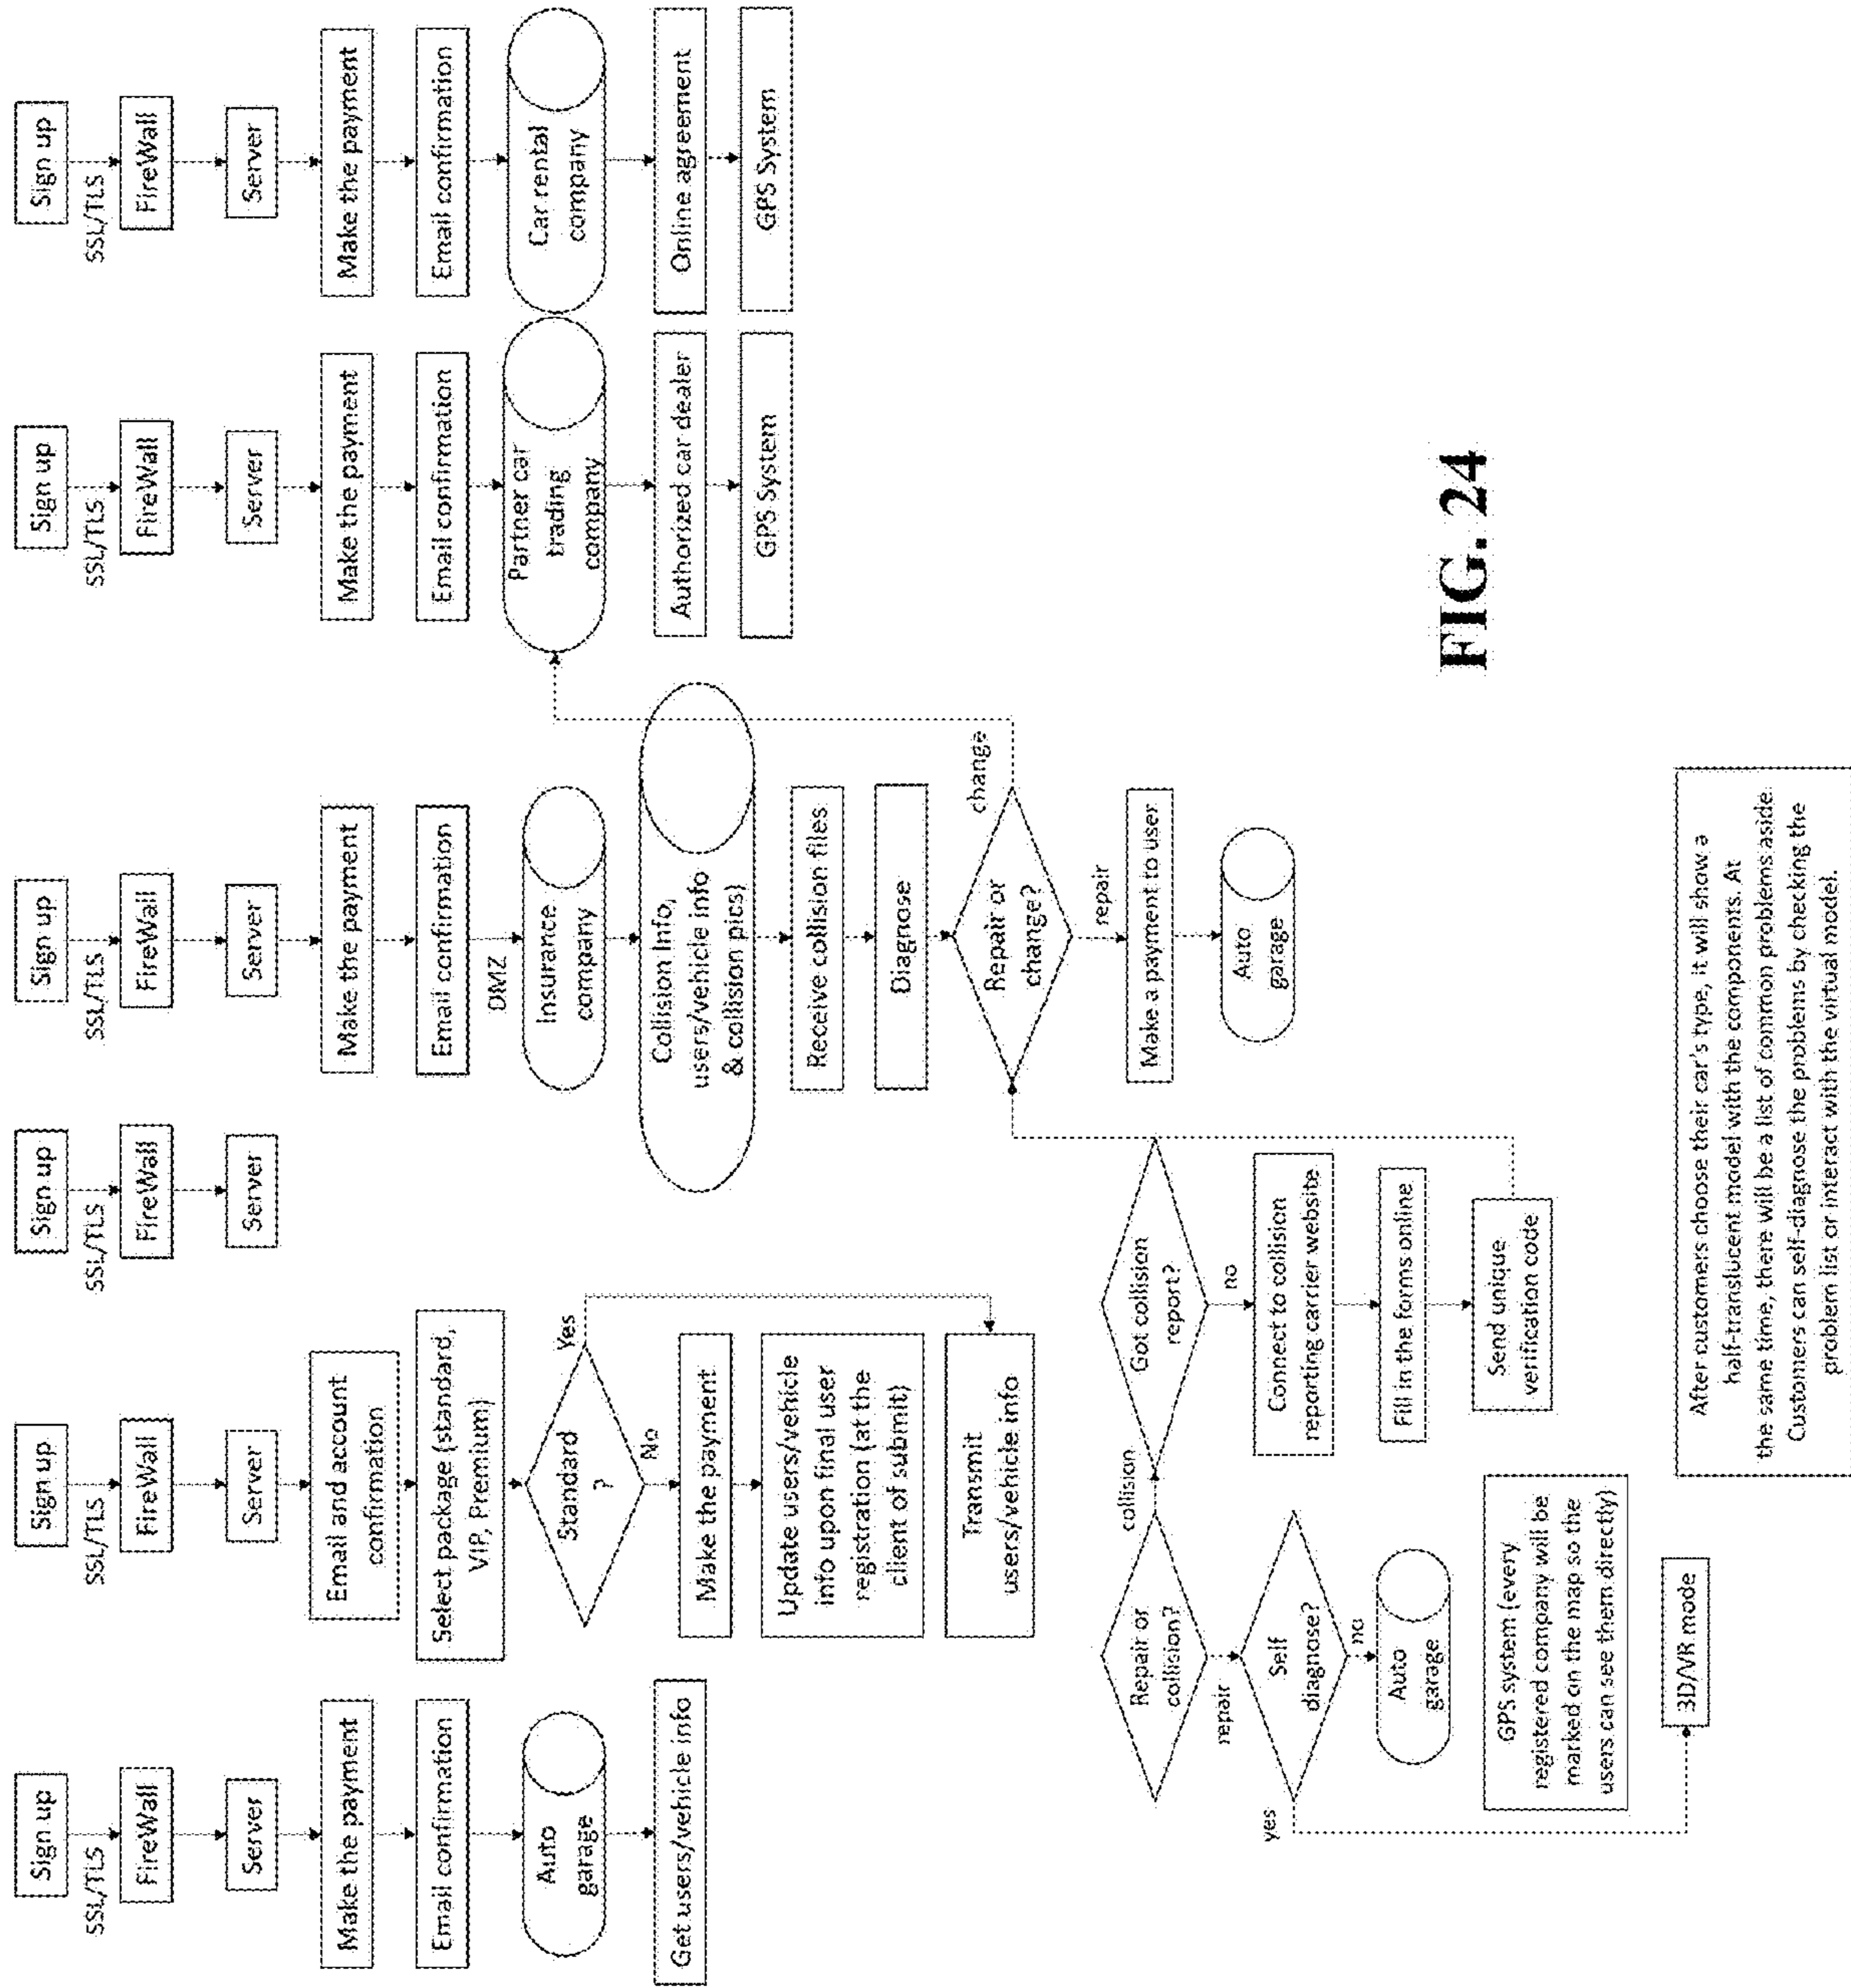 Sign up
SSL/TLS
FireWall
Server
Make the payment
Email confirmation
Auto
garage
Get users/vehicle info
Sign up
SSL/TLS
FireWall
Server
Email and account
confirmation
Select package (standard,
VIP, Premium)
Standard
?
Yes
No
Make the payment
Update users/vehicle
info upon final user
registration (at the
client of submit)
Transmit
users/vehicle info
Sign up
SSL/TLS
FireWall
Server
Sign up
SSL/TLS
FireWall
Server
Make the payment
Email confirmation
DMZ
Insurance
company
Collision Info,
users/vehicle info
& collision pics)
Receive collision files
Diagnose
Repair or
change?
change
repair
Make a payment to user
Auto
garage
Sign up
SSL/TLS
FireWall
Server
Make the payment
Email confirmation
Partner car
trading
company
Authorized car dealer
GPS System
Sign up
SSL/TLS
FireWall
Server
Make the payment
Email confirmation
Car rental
company
Online agreement
GPS System
Repair or
collision?
collision
repair
Self
diagnose?
yes
no
Auto
garage
GPS system (every
registered company will be
marked on the map so the
users can see them directly)
3D/VR mode
Got collision
report?
no
Connect to collision
reporting carrier website
Fill in the forms online
Send unique
verification code
After customers choose their car's type, it will show a
half-translucent model with the components. At
the same time, there will be a list of common problems aside.
Customers can self-diagnose the problems by checking the
problem list or interact with the virtual model.
FIG. 24